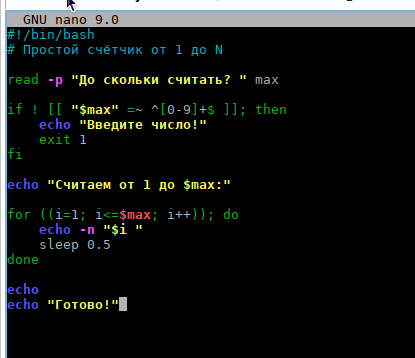 GNU nano 9.0
#!/bin/bash
# Простой счётчик от 1 до N
read -p "До скольки считать? " max
if ! [[ "$max" =~ ^[0-9]+$ ]]; then
    echo "Введите число!"
    exit 1
fi
echo "Считаем от 1 до $max:"
for ((i=1; i<=$max; i++)); do
    echo -n "$i "
    sleep 0.5
done
echo
echo "Готово!"